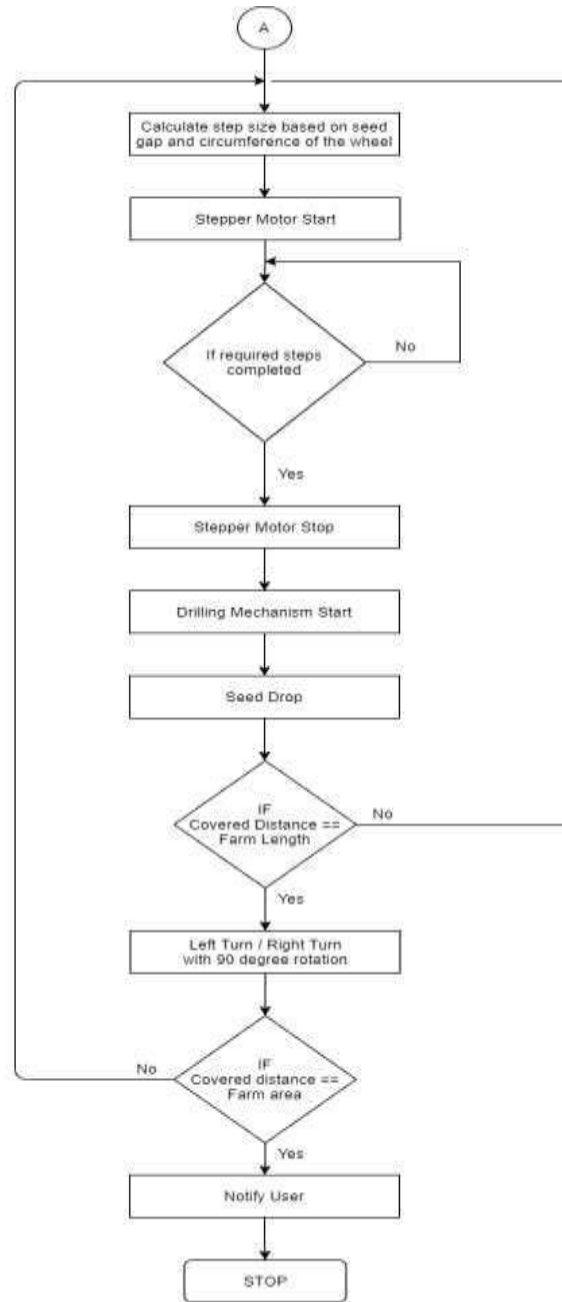 A
Calculate step size based on seed
gap and circumference of the wheel
Stepper Motor Start
If required steps
completed
No
Yes
Stepper Motor Stop
Drilling Mechanism Start
Seed Drop
IF
Covered Distance ==
Farm Length
No
Yes
Left Turn / Right Turn
with 90 degree rotation
IF
Covered distance ==
Farm area
No
Yes
Notify User
STOP